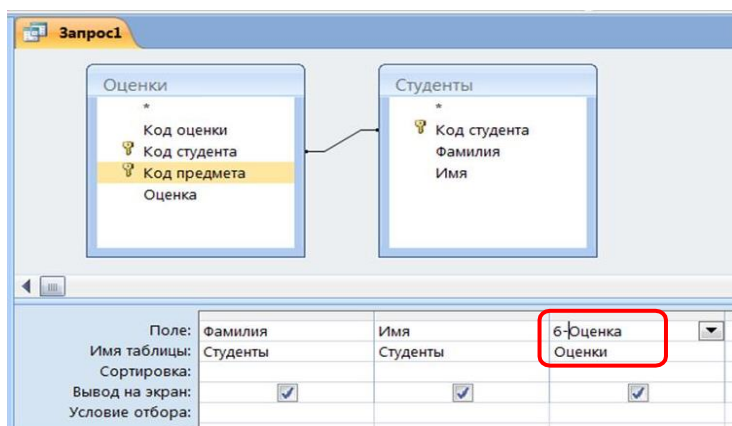 Запрос1
Оценки
*
Код оценки
Код студента
Код предмета
Оценка
Студенты
*
Код студента
Фамилия
Имя
Поле: Фамилия Имя 6-Оценка
Имя таблицы: Студенты Студенты Оценки
Сортировка:
Вывод на экран:
Условие отбора: